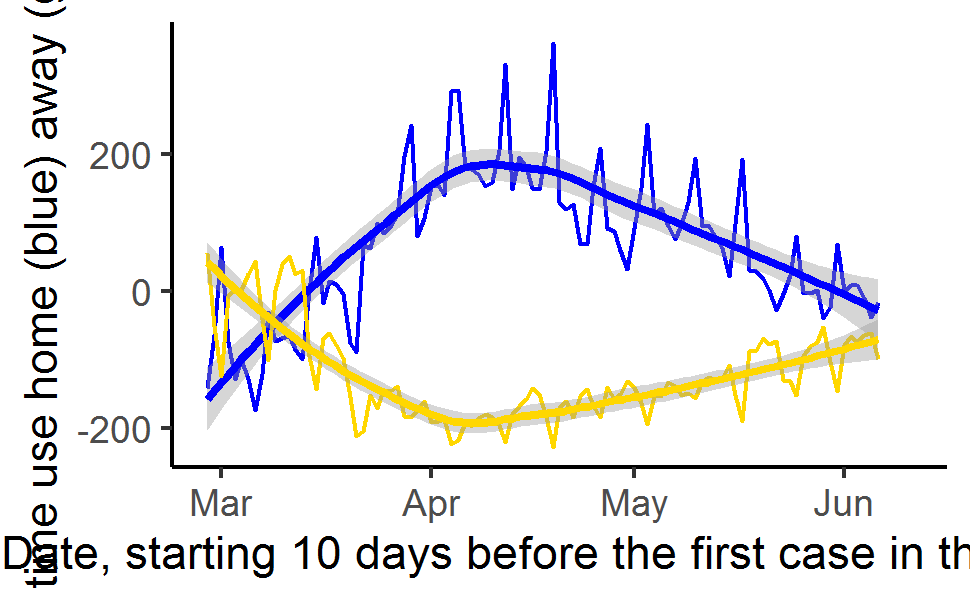 time use home (blue) away (
200
0
-200
Mar Apr May Jun
Date, starting 10 days before the first case in th